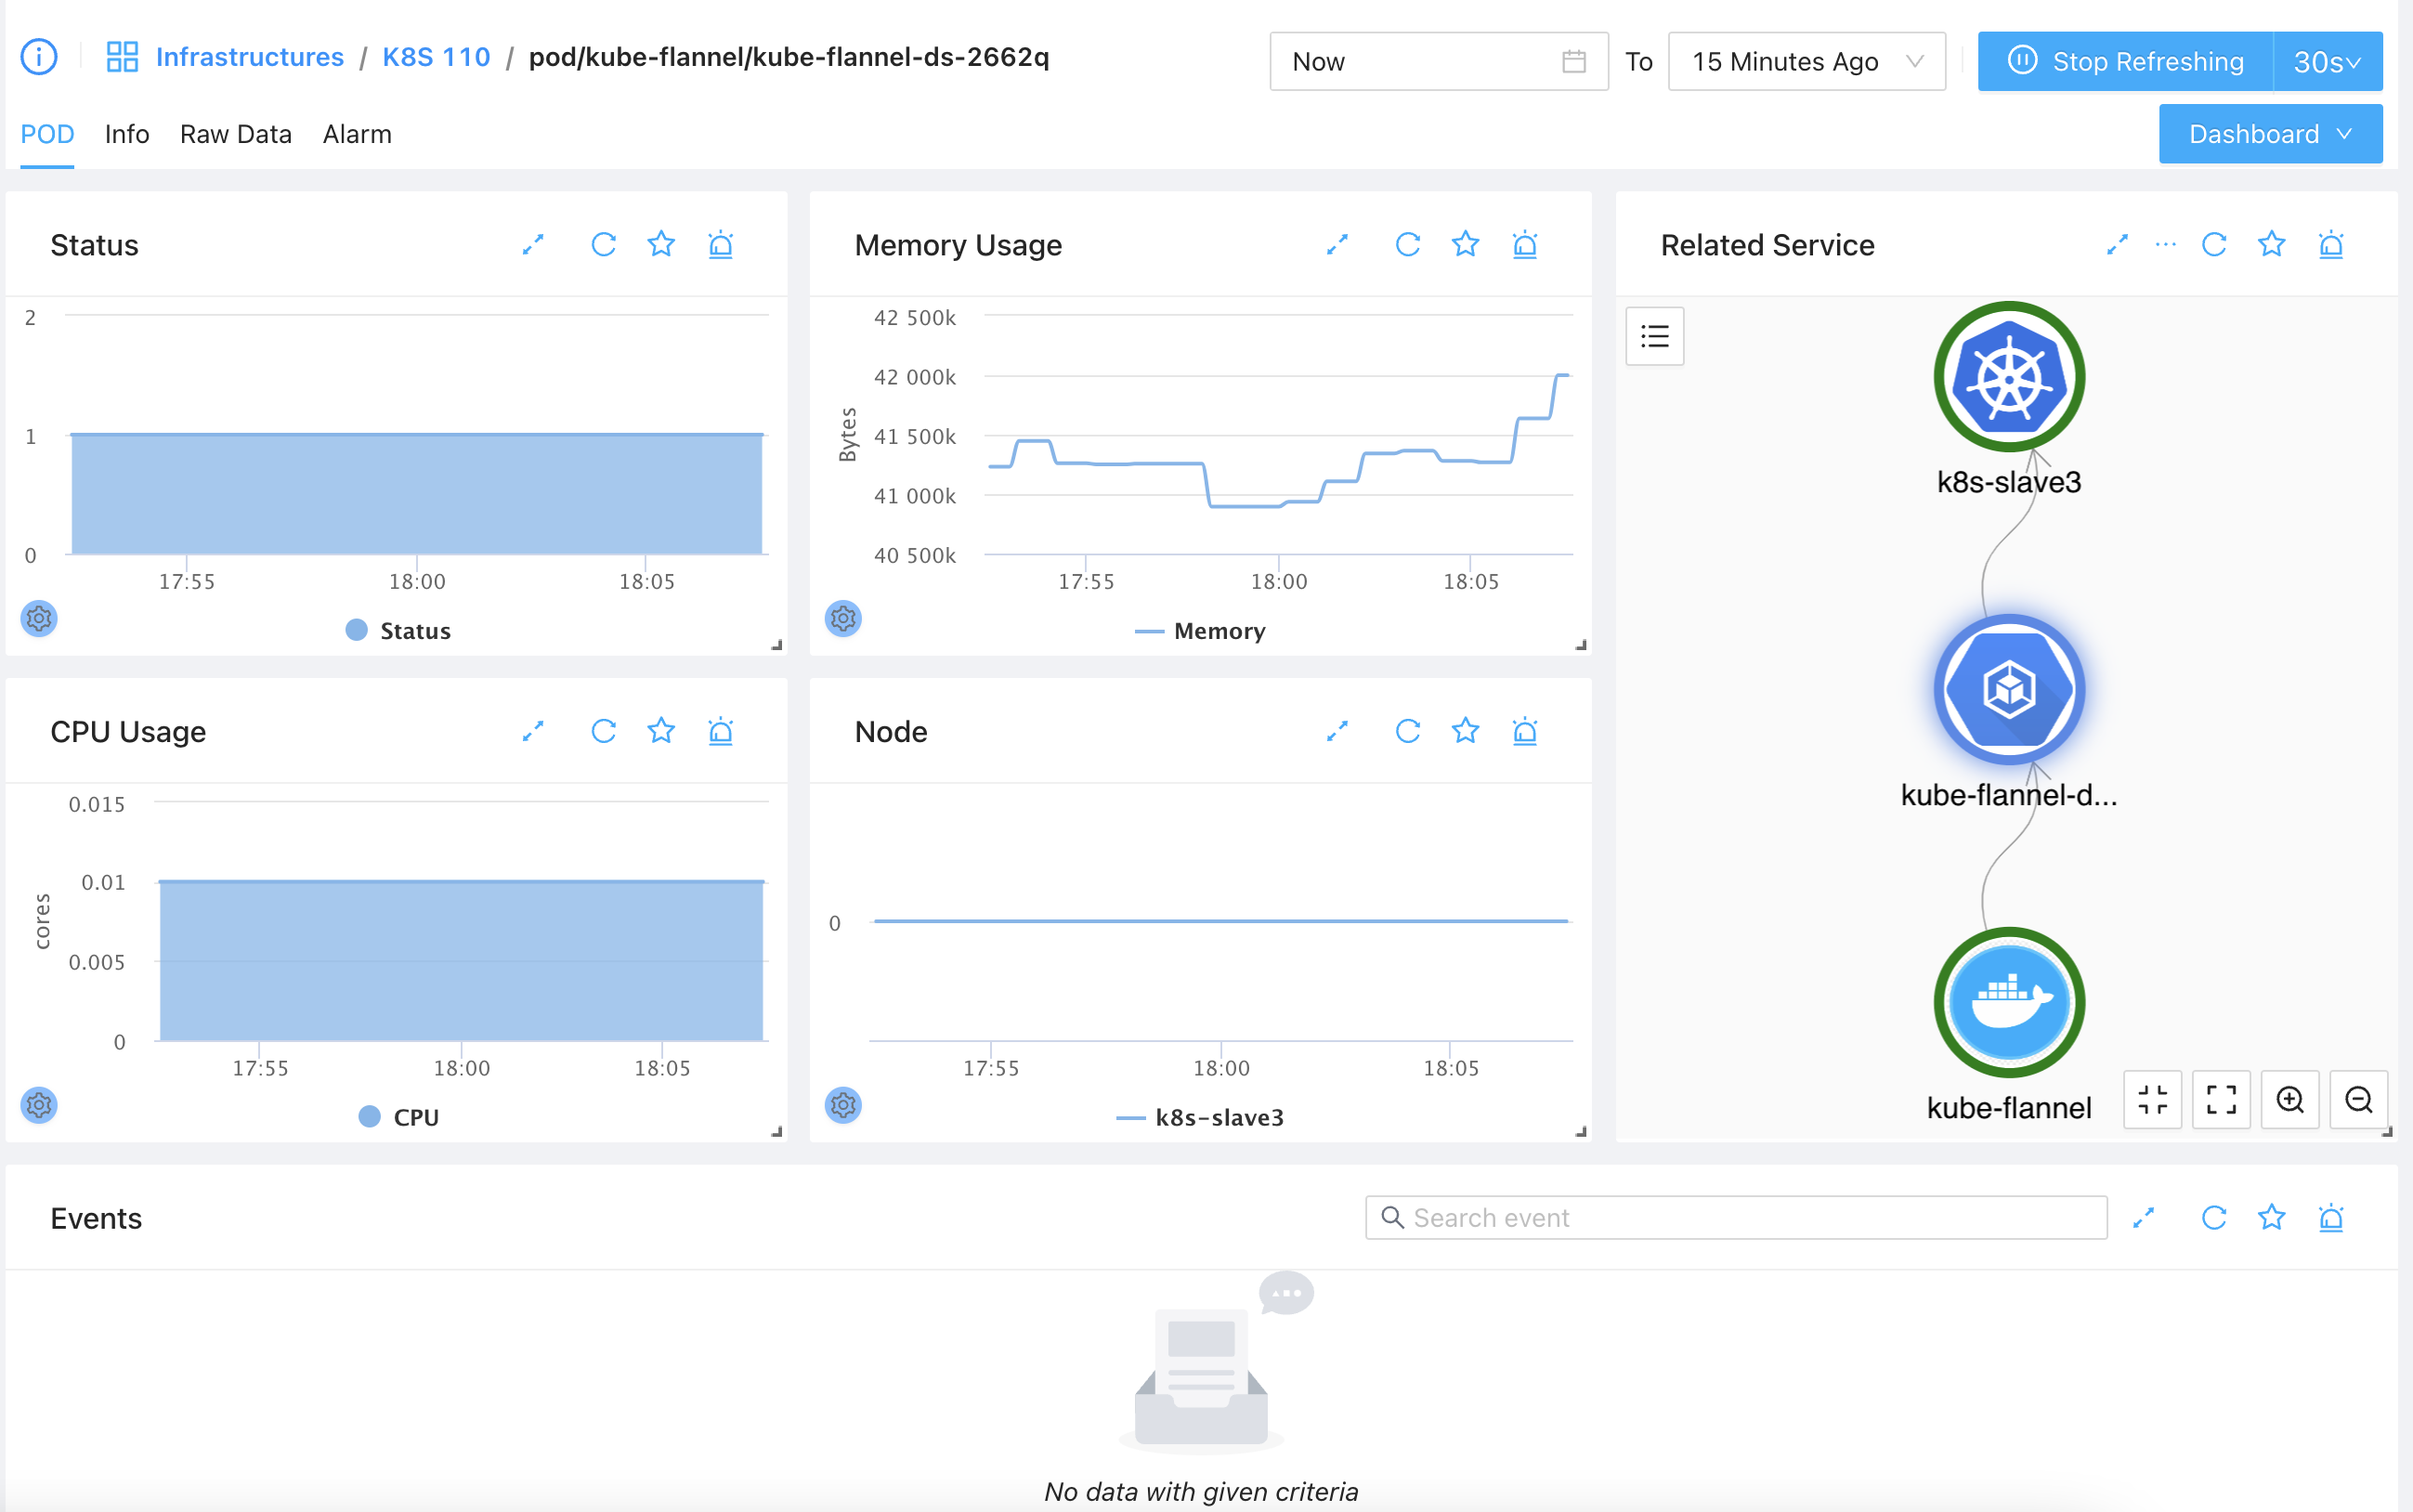 Infrastructures / K8S 110 / pod/kube-flannel/kube-flannel-ds-2662q
Now To 15 Minutes Ago Stop Refreshing 30s
POD Info Raw Data Alarm Dashboard
Status
2
1
0
17:55 18:00 18:05
Status
Memory Usage
Bytes
42 500k
42 000k
41 500k
41 000k
40 500k
17:55 18:00 18:05
Memory
Related Service
k8s-slave3
kube-flannel-d...
kube-flannel
CPU Usage
cores
0.015
0.01
0.005
0
17:55 18:00 18:05
CPU
Node
0
17:55 18:00 18:05
k8s-slave3
Events
Search event
No data with given criteria